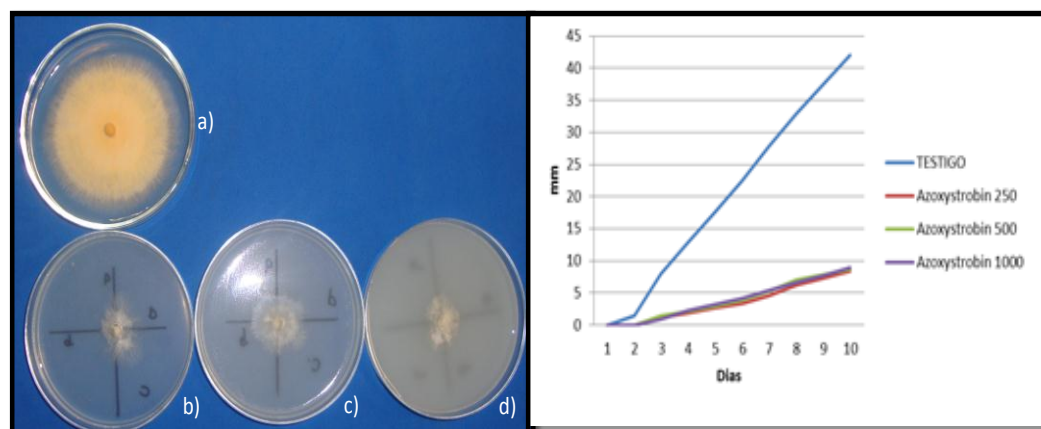 a)
b)
c)
d)
a
b
c
d
a
b
c
d
45
40
35
30
25
20
15
10
5
0
mm
1 2 3 4 5 6 7 8 9 10
Días
TESTIGO
Azoxystrobin 250
Azoxystrobin 500
Azoxystrobin 1000